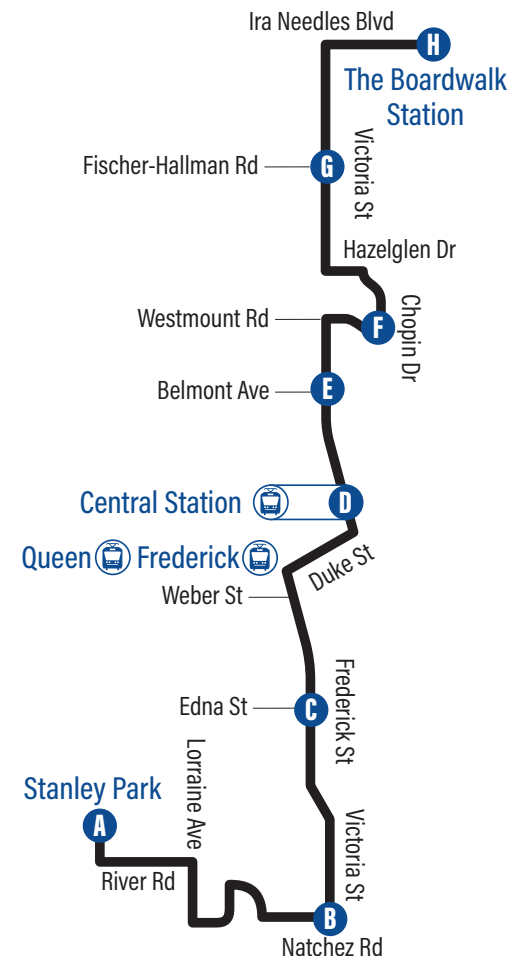 Ira Needles Blvd
H
The Boardwalk
Station
Victoria St
Fischer-Hallman Rd
G
Hazelglen Dr
Chopin Dr
Westmount Rd
F
Belmont Ave
E
Central Station
D
Queen
Frederick
Duke St
Weber St
Frederick St
Edna St
C
Lorraine Ave
Stanley Park
A
Victoria St
River Rd
B
Natchez Rd